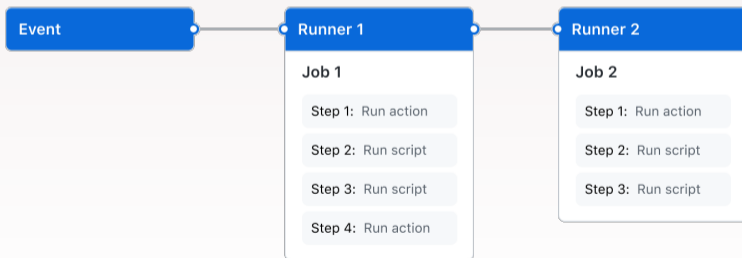 Event
Runner 1
Job 1
Step 1: Run action
Step 2: Run script
Step 3: Run script
Step 4: Run action
Runner 2
Job 2
Step 1: Run action
Step 2: Run script
Step 3: Run script